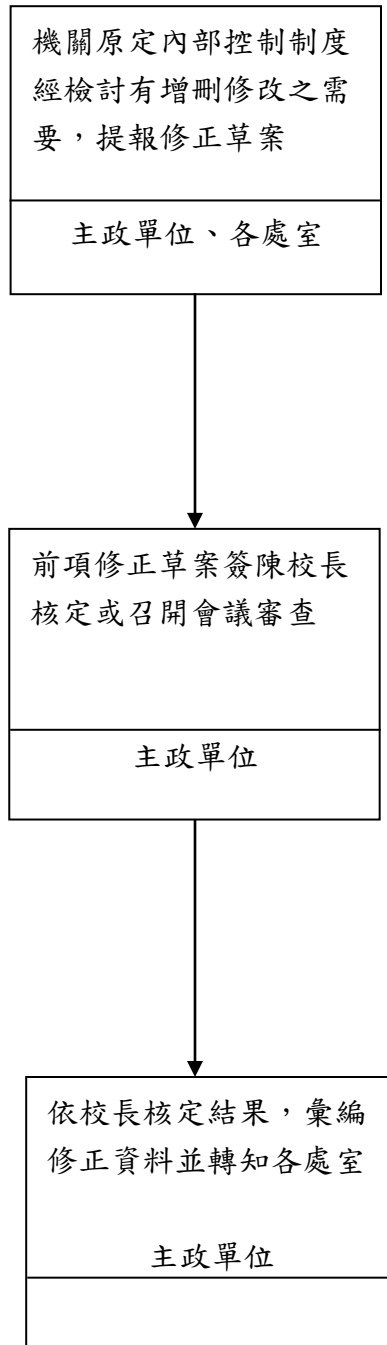 機關原定內部控制制度
經檢討有增刪修改之需
要，提報修正草案
主政單位、各處室
前項修正草案簽陳校長
核定或召開會議審查
主政單位
依校長核定結果，彙編
修正資料並轉知各處室
主政單位